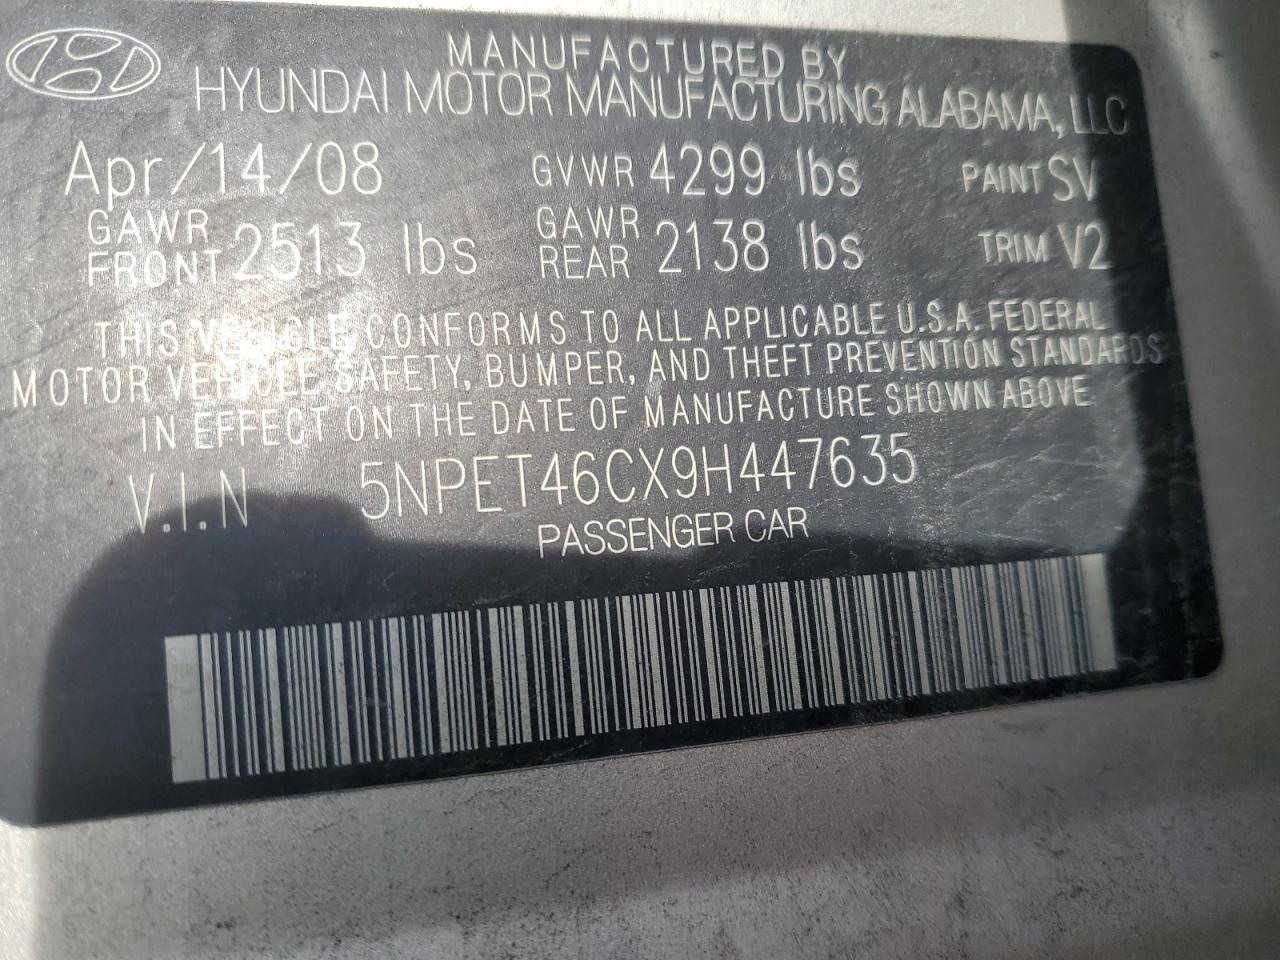 MANUFACTURED BY
HYUNDAI MOTOR MANUFACTURING ALABAMA, LLC
Apr/14/08 GVWR 4299 lbs PAINT SV
GAWR FRONT 2513 lbs GAWR REAR 2138 lbs TRIM V2
THIS VEHICLE CONFORMS TO ALL APPLICABLE U.S.A. FEDERAL
MOTOR VEHICLE SAFETY, BUMPER, AND THEFT PREVENTION STANDARDS
IN EFFECT ON THE DATE OF MANUFACTURE SHOWN ABOVE
V.I.N 5NPET46CX9H447635
PASSENGER CAR